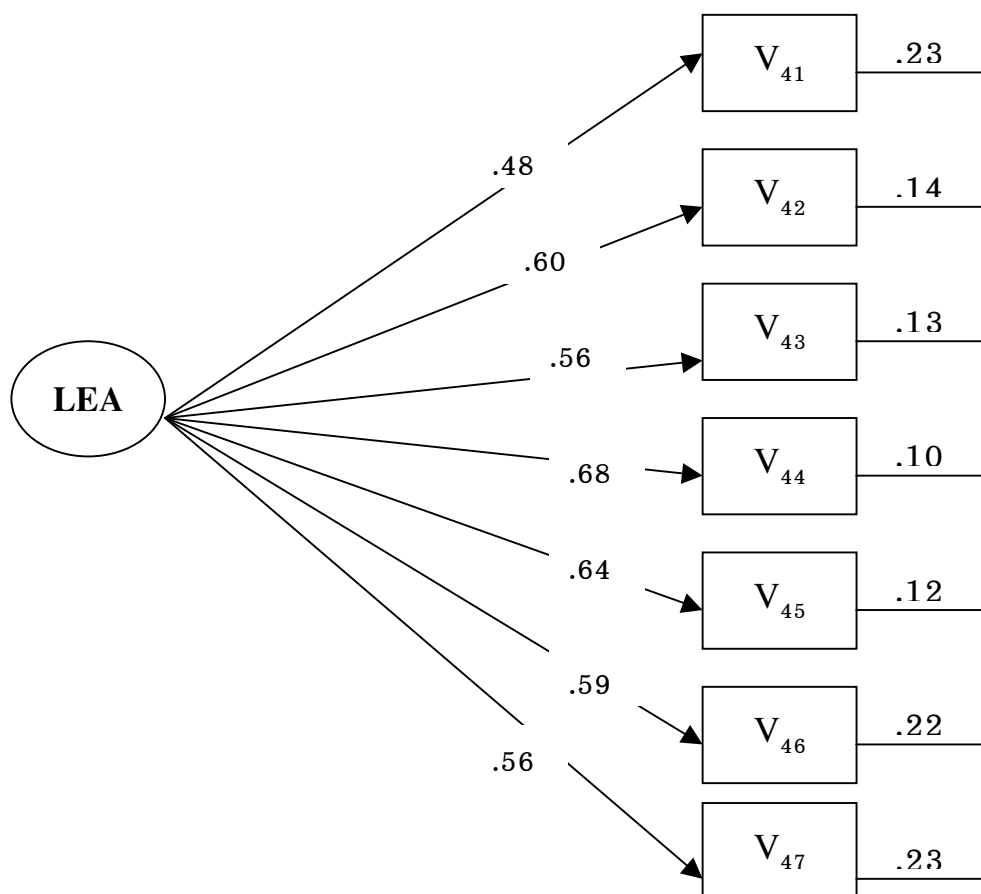 V41 .23
.48
V42 .14
.60
V43 .13
.56
LEA
V44 .10
.68
.64
V45 .12
.59
V46 .22
.56
V47 .23